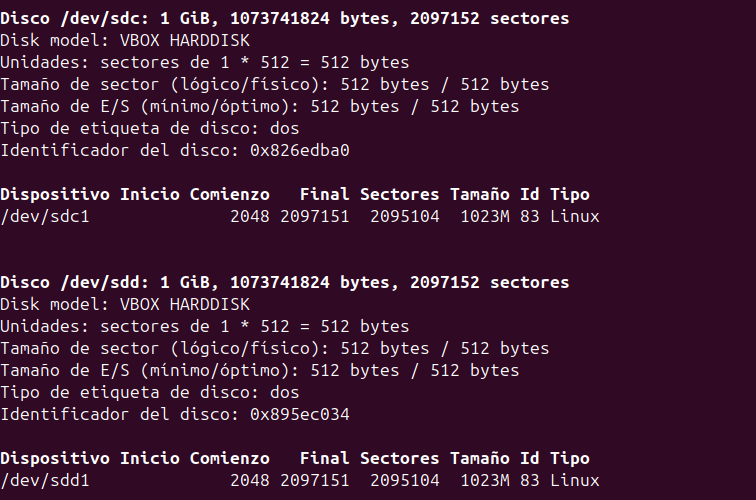 Disco /dev/sdc: 1 GiB, 1073741824 bytes, 2097152 sectores
Disk model: VBOX HARDDISK
Unidades: sectores de 1 * 512 = 512 bytes
Tamaño de sector (lógico/físico): 512 bytes / 512 bytes
Tamaño de E/S (mínimo/óptimo): 512 bytes / 512 bytes
Tipo de etiqueta de disco: dos
Identificador del disco: 0x826edba0
Dispositivo Inicio Comienzo   Final Sectores Tamaño Id Tipo
/dev/sdc1              2048 2097151  2095104  1023M 83 Linux
Disco /dev/sdd: 1 GiB, 1073741824 bytes, 2097152 sectores
Disk model: VBOX HARDDISK
Unidades: sectores de 1 * 512 = 512 bytes
Tamaño de sector (lógico/físico): 512 bytes / 512 bytes
Tamaño de E/S (mínimo/óptimo): 512 bytes / 512 bytes
Tipo de etiqueta de disco: dos
Identificador del disco: 0x895ec034
Dispositivo Inicio Comienzo   Final Sectores Tamaño Id Tipo
/dev/sdd1              2048 2097151  2095104  1023M 83 Linux